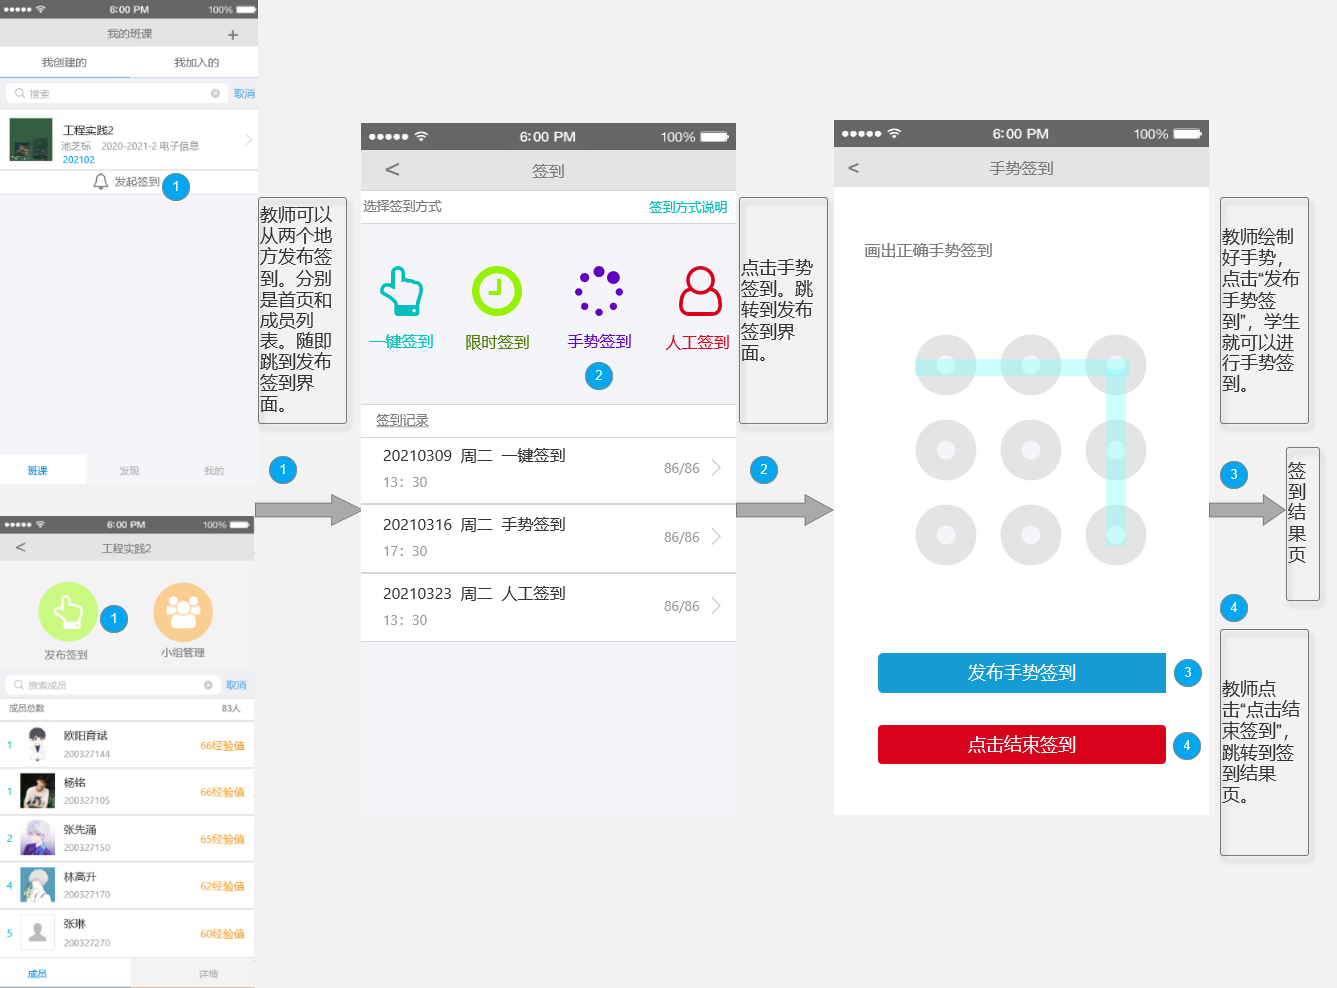 6:00 PM
100%
我的班课
+
我创建的
我加入的
搜索
取消
工程实践2
池芝标 2020-2021-2 电子信息
202102
发起签到
1
班课
发现
我的
教师可以
从两个地
方发布签
到。分别
是首页和
成员列
表。随即
跳到发布
签到界
面。
1
6:00 PM
100%
<
工程实践2
发布签到
1
小组管理
搜索成员
取消
成员总数
83人
1
欧阳育斌
200327144
66经验值
1
杨铭
200327105
66经验值
2
张先涌
200327150
65经验值
4
林高升
200327170
62经验值
5
张琳
200327270
60经验值
成员
详情
6:00 PM
100%
<
签到
选择签到方式
签到方式说明
一键签到
限时签到
手势签到
人工签到
2
签到记录
20210309 周二 一键签到
13：30
86/86
20210316 周二 手势签到
17：30
86/86
20210323 周二 人工签到
13：30
86/86
点击手势
签到。跳
转到发布
签到界
面。
2
6:00 PM
100%
<
手势签到
画出正确手势签到
发布手势签到
3
点击结束签到
4
教师绘制
好手势，
点击“发布
手势签
到”，学生
就可以进
行手势签
到。
3
签
到
结
果
页
4
教师点
击“点击结
束签到”，
跳转到签
到结果
页。